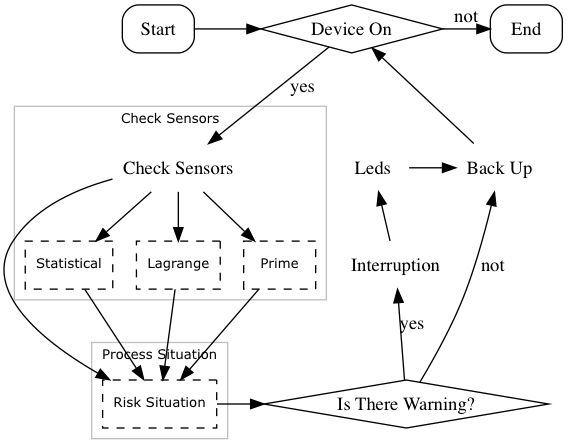 Start
Device On
not
End
yes
Check Sensors
Check Sensors
Leds
Back Up
Statistical
Lagrange
Prime
Interruption
not
yes
Process Situation
Risk Situation
Is There Warning?